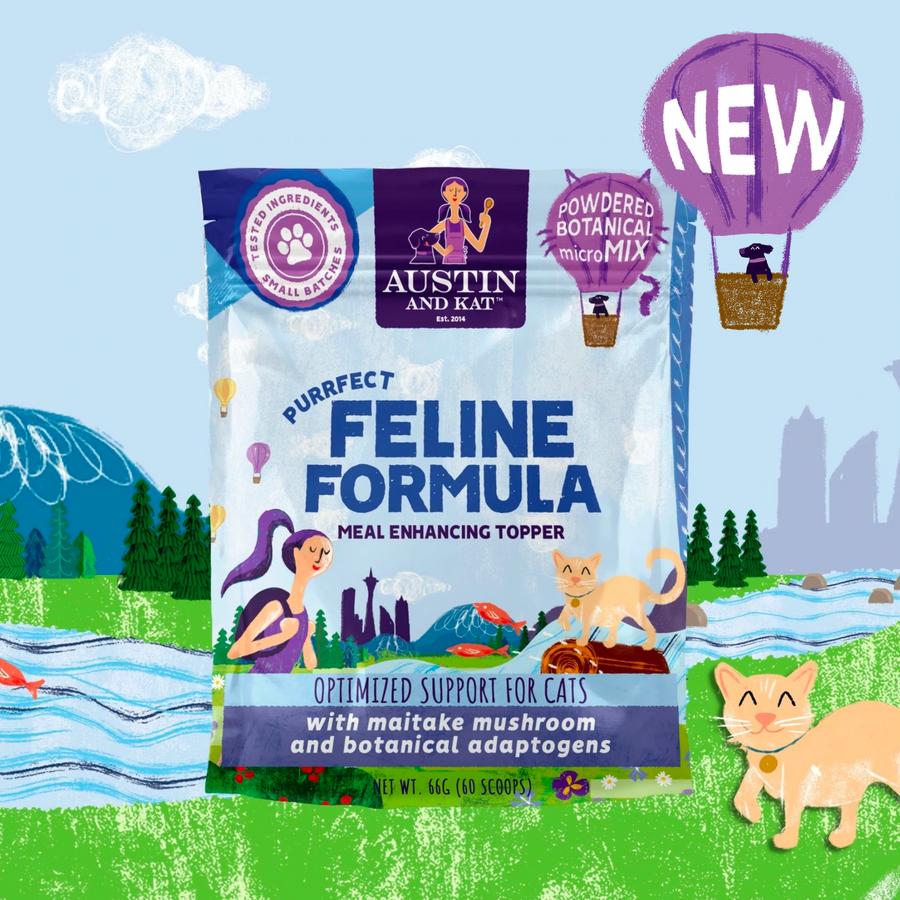 NEW
TESTED INGREDIENTS
SMALL BATCHES
AUSTIN
AND KAT™
Est. 2014
POWDERED
BOTANICAL
microMIX
PURRFECT
FELINE
FORMULA
MEAL ENHANCING TOPPER
OPTIMIZED SUPPORT FOR CATS
with maitake mushroom
and botanical adaptogens
NET WT. 66G (60 SCOOPS)